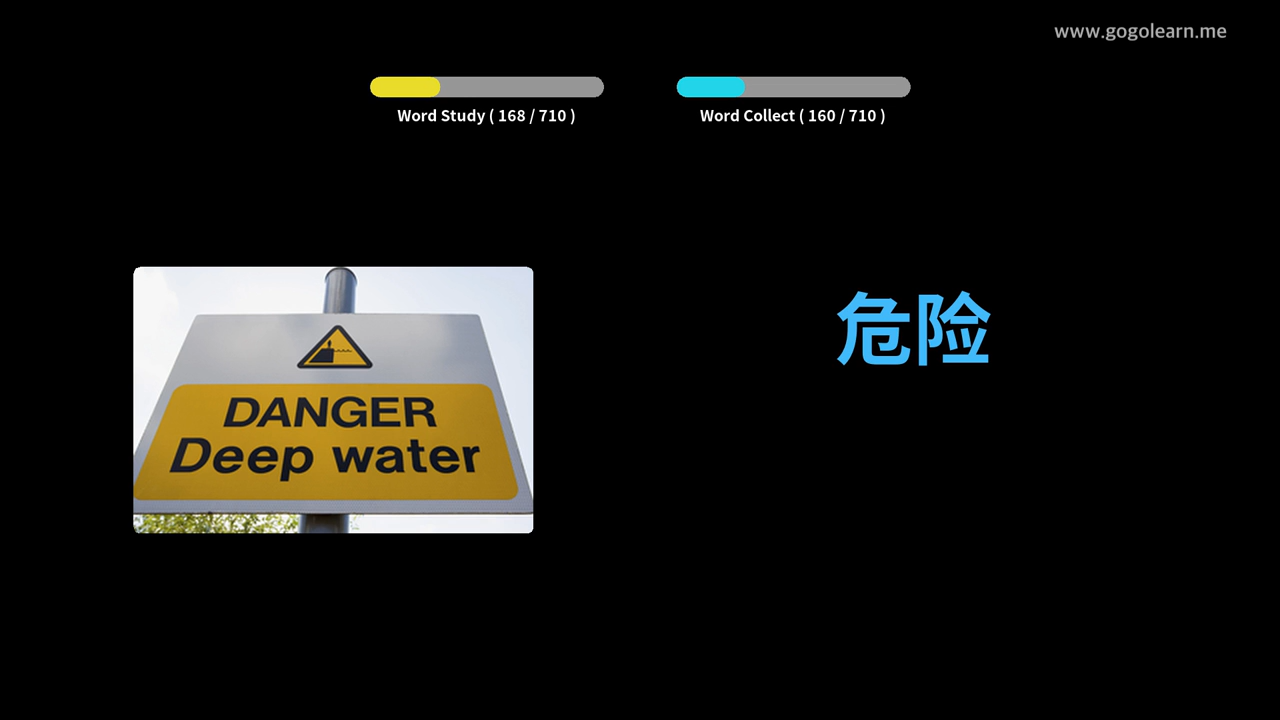 www.gogolearn.me
Word Study ( 168 / 710 )
Word Collect ( 160 / 710 )
危险
DANGER
Deep water